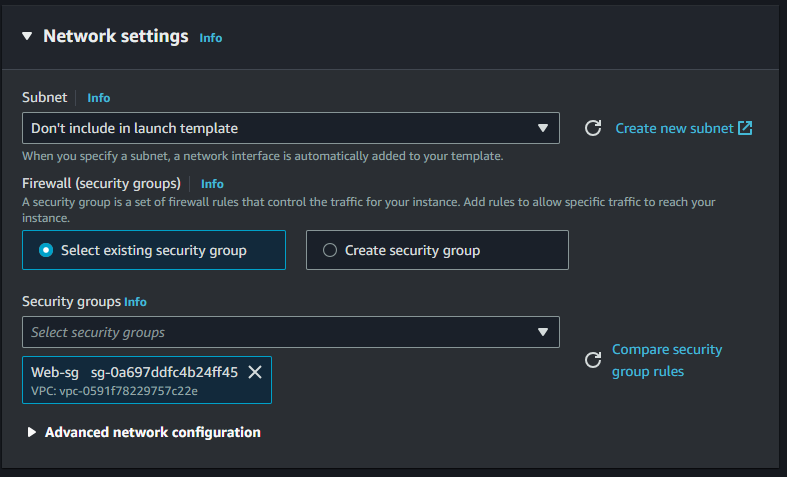 Network settings Info
Subnet Info
Don't include in launch template
Create new subnet
When you specify a subnet, a network interface is automatically added to your template.
Firewall (security groups) Info
A security group is a set of firewall rules that control the traffic for your instance. Add rules to allow specific traffic to reach your
instance.
Select existing security group
Create security group
Security groups Info
Select security groups
Compare security
group rules
Web-sg sg-0a697ddfc4b24ff45
VPC: vpc-0591f78229757c22e
Advanced network configuration